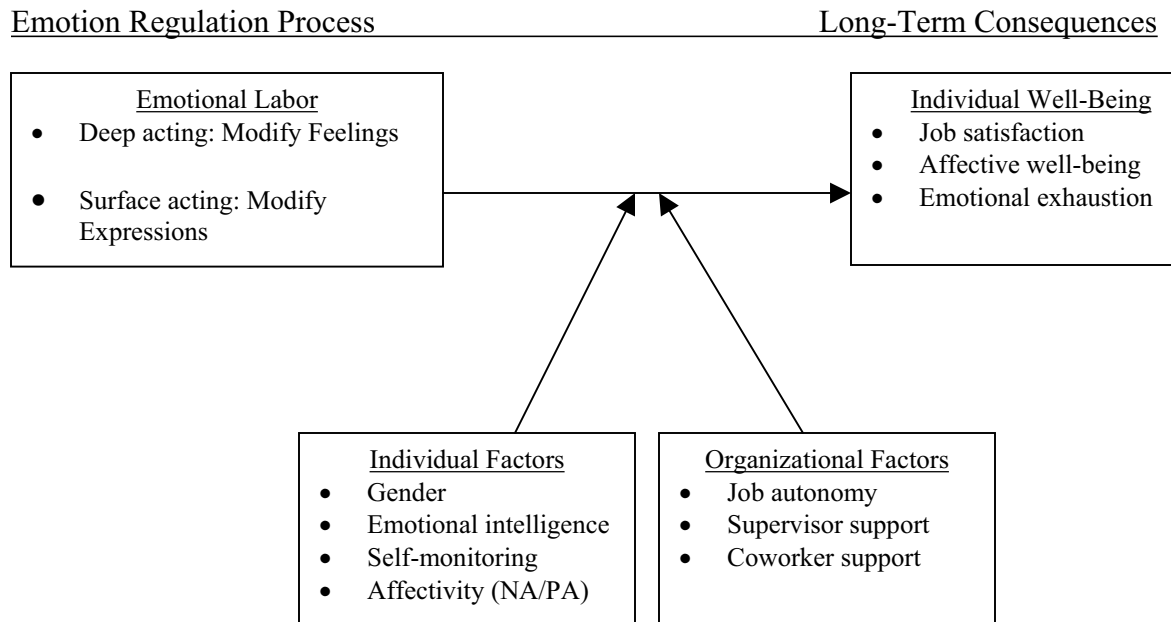 Emotion Regulation Process Long-Term Consequences
Emotional Labor
• Deep acting: Modify Feelings
• Surface acting: Modify
Expressions
Individual Well-Being
• Job satisfaction
• Affective well-being
• Emotional exhaustion
Individual Factors
• Gender
• Emotional intelligence
• Self-monitoring
• Affectivity (NA/PA)
Organizational Factors
• Job autonomy
• Supervisor support
• Coworker support